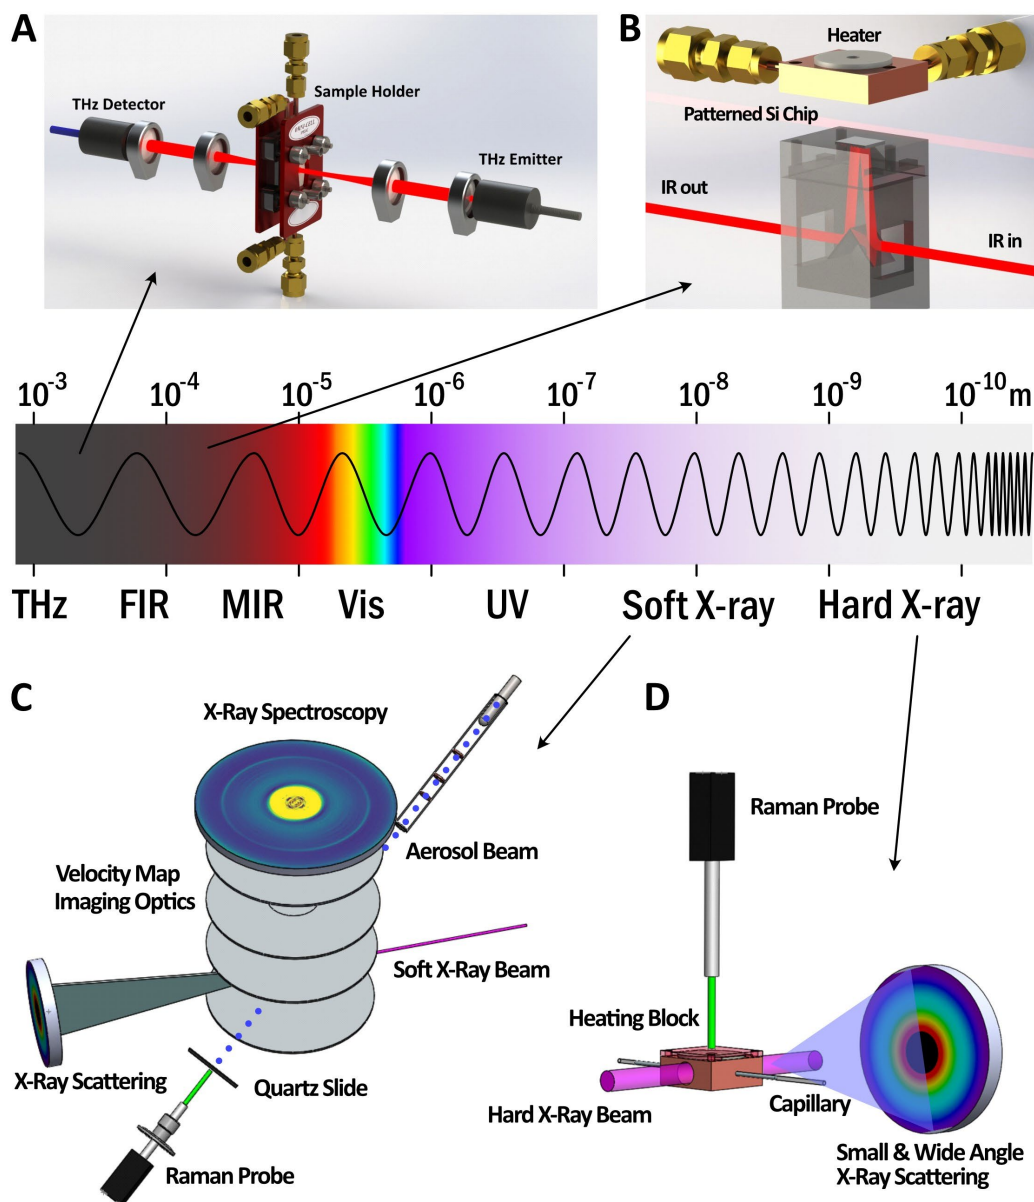 A
THz Detector
Sample Holder
THz Emitter
B
Heater
Patterned Si Chip
IR out
IR in
10-3 10-4 10-5 10-6 10-7 10-8 10-9 10-10 m
THz FIR MIR Vis UV Soft X-ray Hard X-ray
C
X-Ray Spectroscopy
Aerosol Beam
Velocity Map
Imaging Optics
Soft X-Ray Beam
X-Ray Scattering
Quartz Slide
Raman Probe
D
Raman Probe
Heating Block
Hard X-Ray Beam
Capillary
Small & Wide Angle
X-Ray Scattering